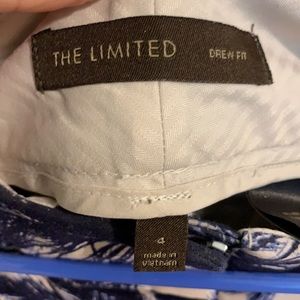 THE LIMITED DREW FIT
4
made in
vietnam